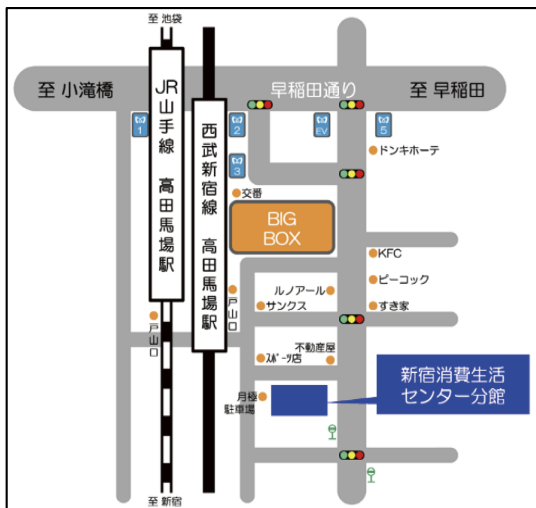 至 池袋
至 小滝橋
JR山手線 高田馬場駅
西武新宿線 高田馬場駅
早稲田通り
至 早稲田
1
2
3
EV
5
ドンキホーテ
交番
BIG
BOX
KFC
ピーコック
すき家
ルノアール
サンクス
戸山口
戸山口
スポーツ店
不動産屋
月極
駐車場
新宿消費生活
センター分館
至 新宿